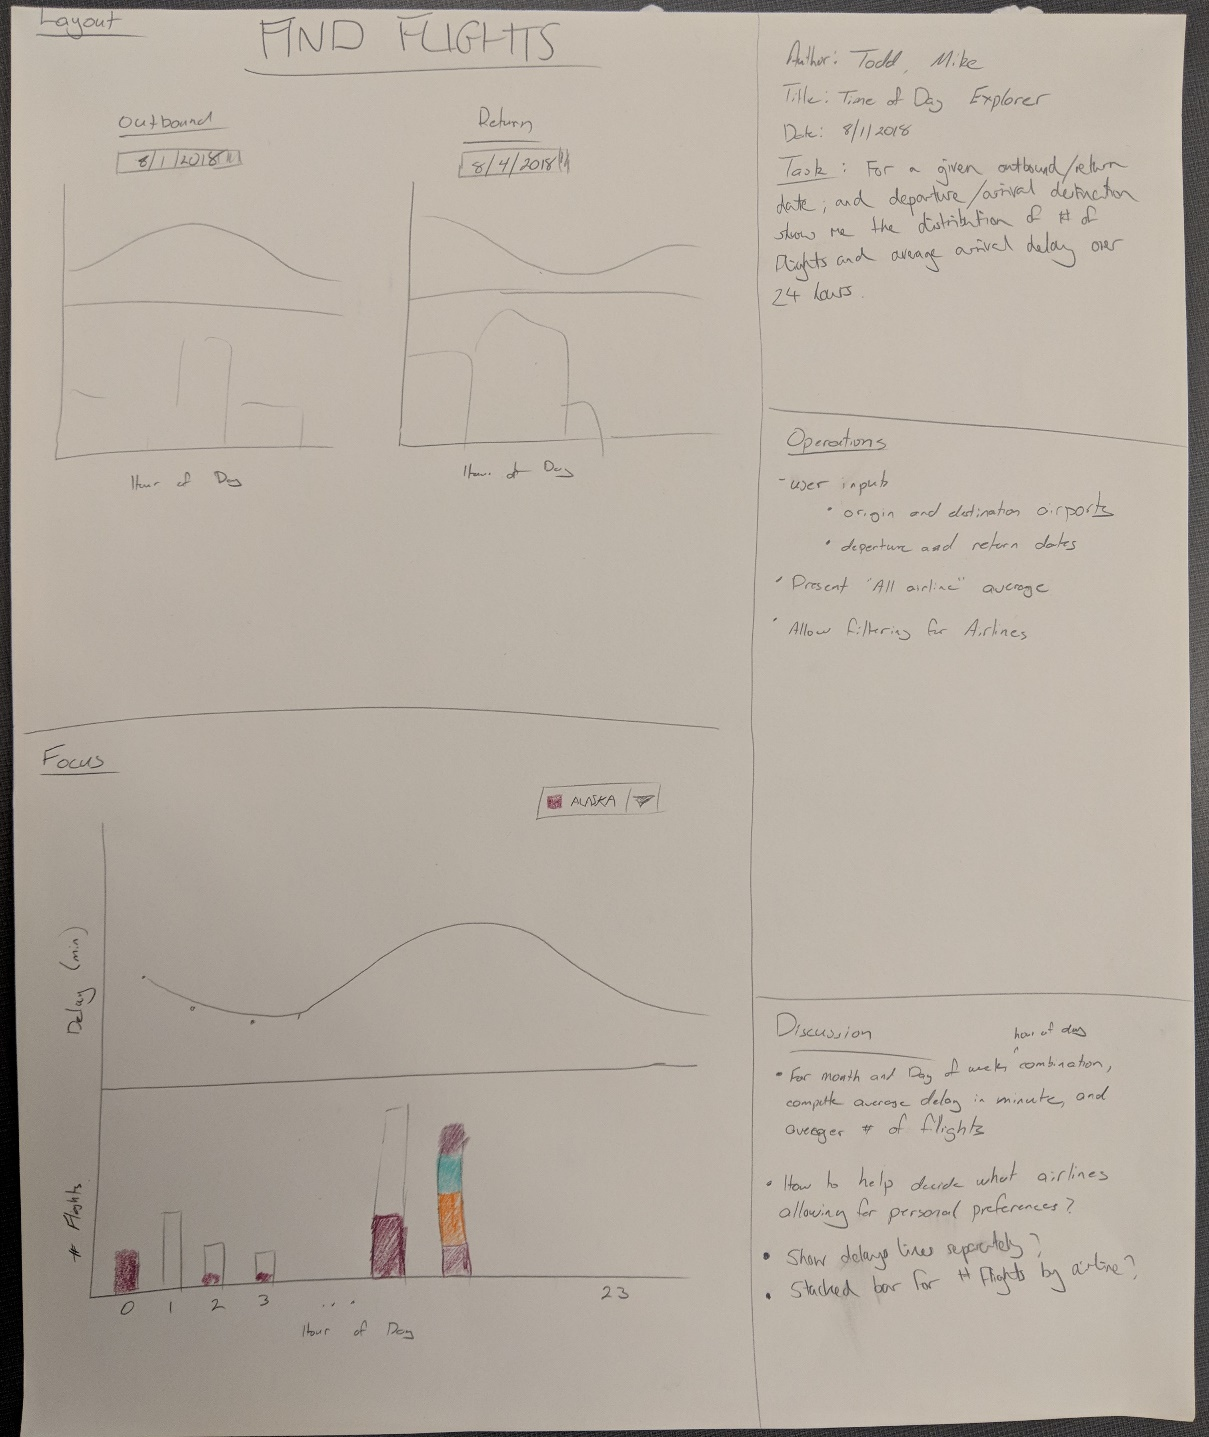 Layout
FIND FLIGHTS
Outbound
8/1/2018
Hour of Day
Return
8/4/2018
Hour of Day
Focus
ALASKA
Delay (min)
# Flights
0 1 2 3 ... 23
Hour of Day
Author: Todd, Mike
Title: Time of Day Explorer
Date: 8/1/2018
Task: For a given outbound/return
date, and departure/arrival destination
show me the distribution of # of
Flights and average arrival delay over
24 hours.
Operations
- user input
• origin and destination airports
• departure and return dates
• Present "All airline" average
• Allow filtering for Airlines
Discussion
hour of day
• For month and Day of week ^ combination,
compute average delay in minute, and
# of flights
• How to help decide what airlines
allowing for personal preferences?
• Show delays lines separately?
• Stacked bar for # Flights by airline?